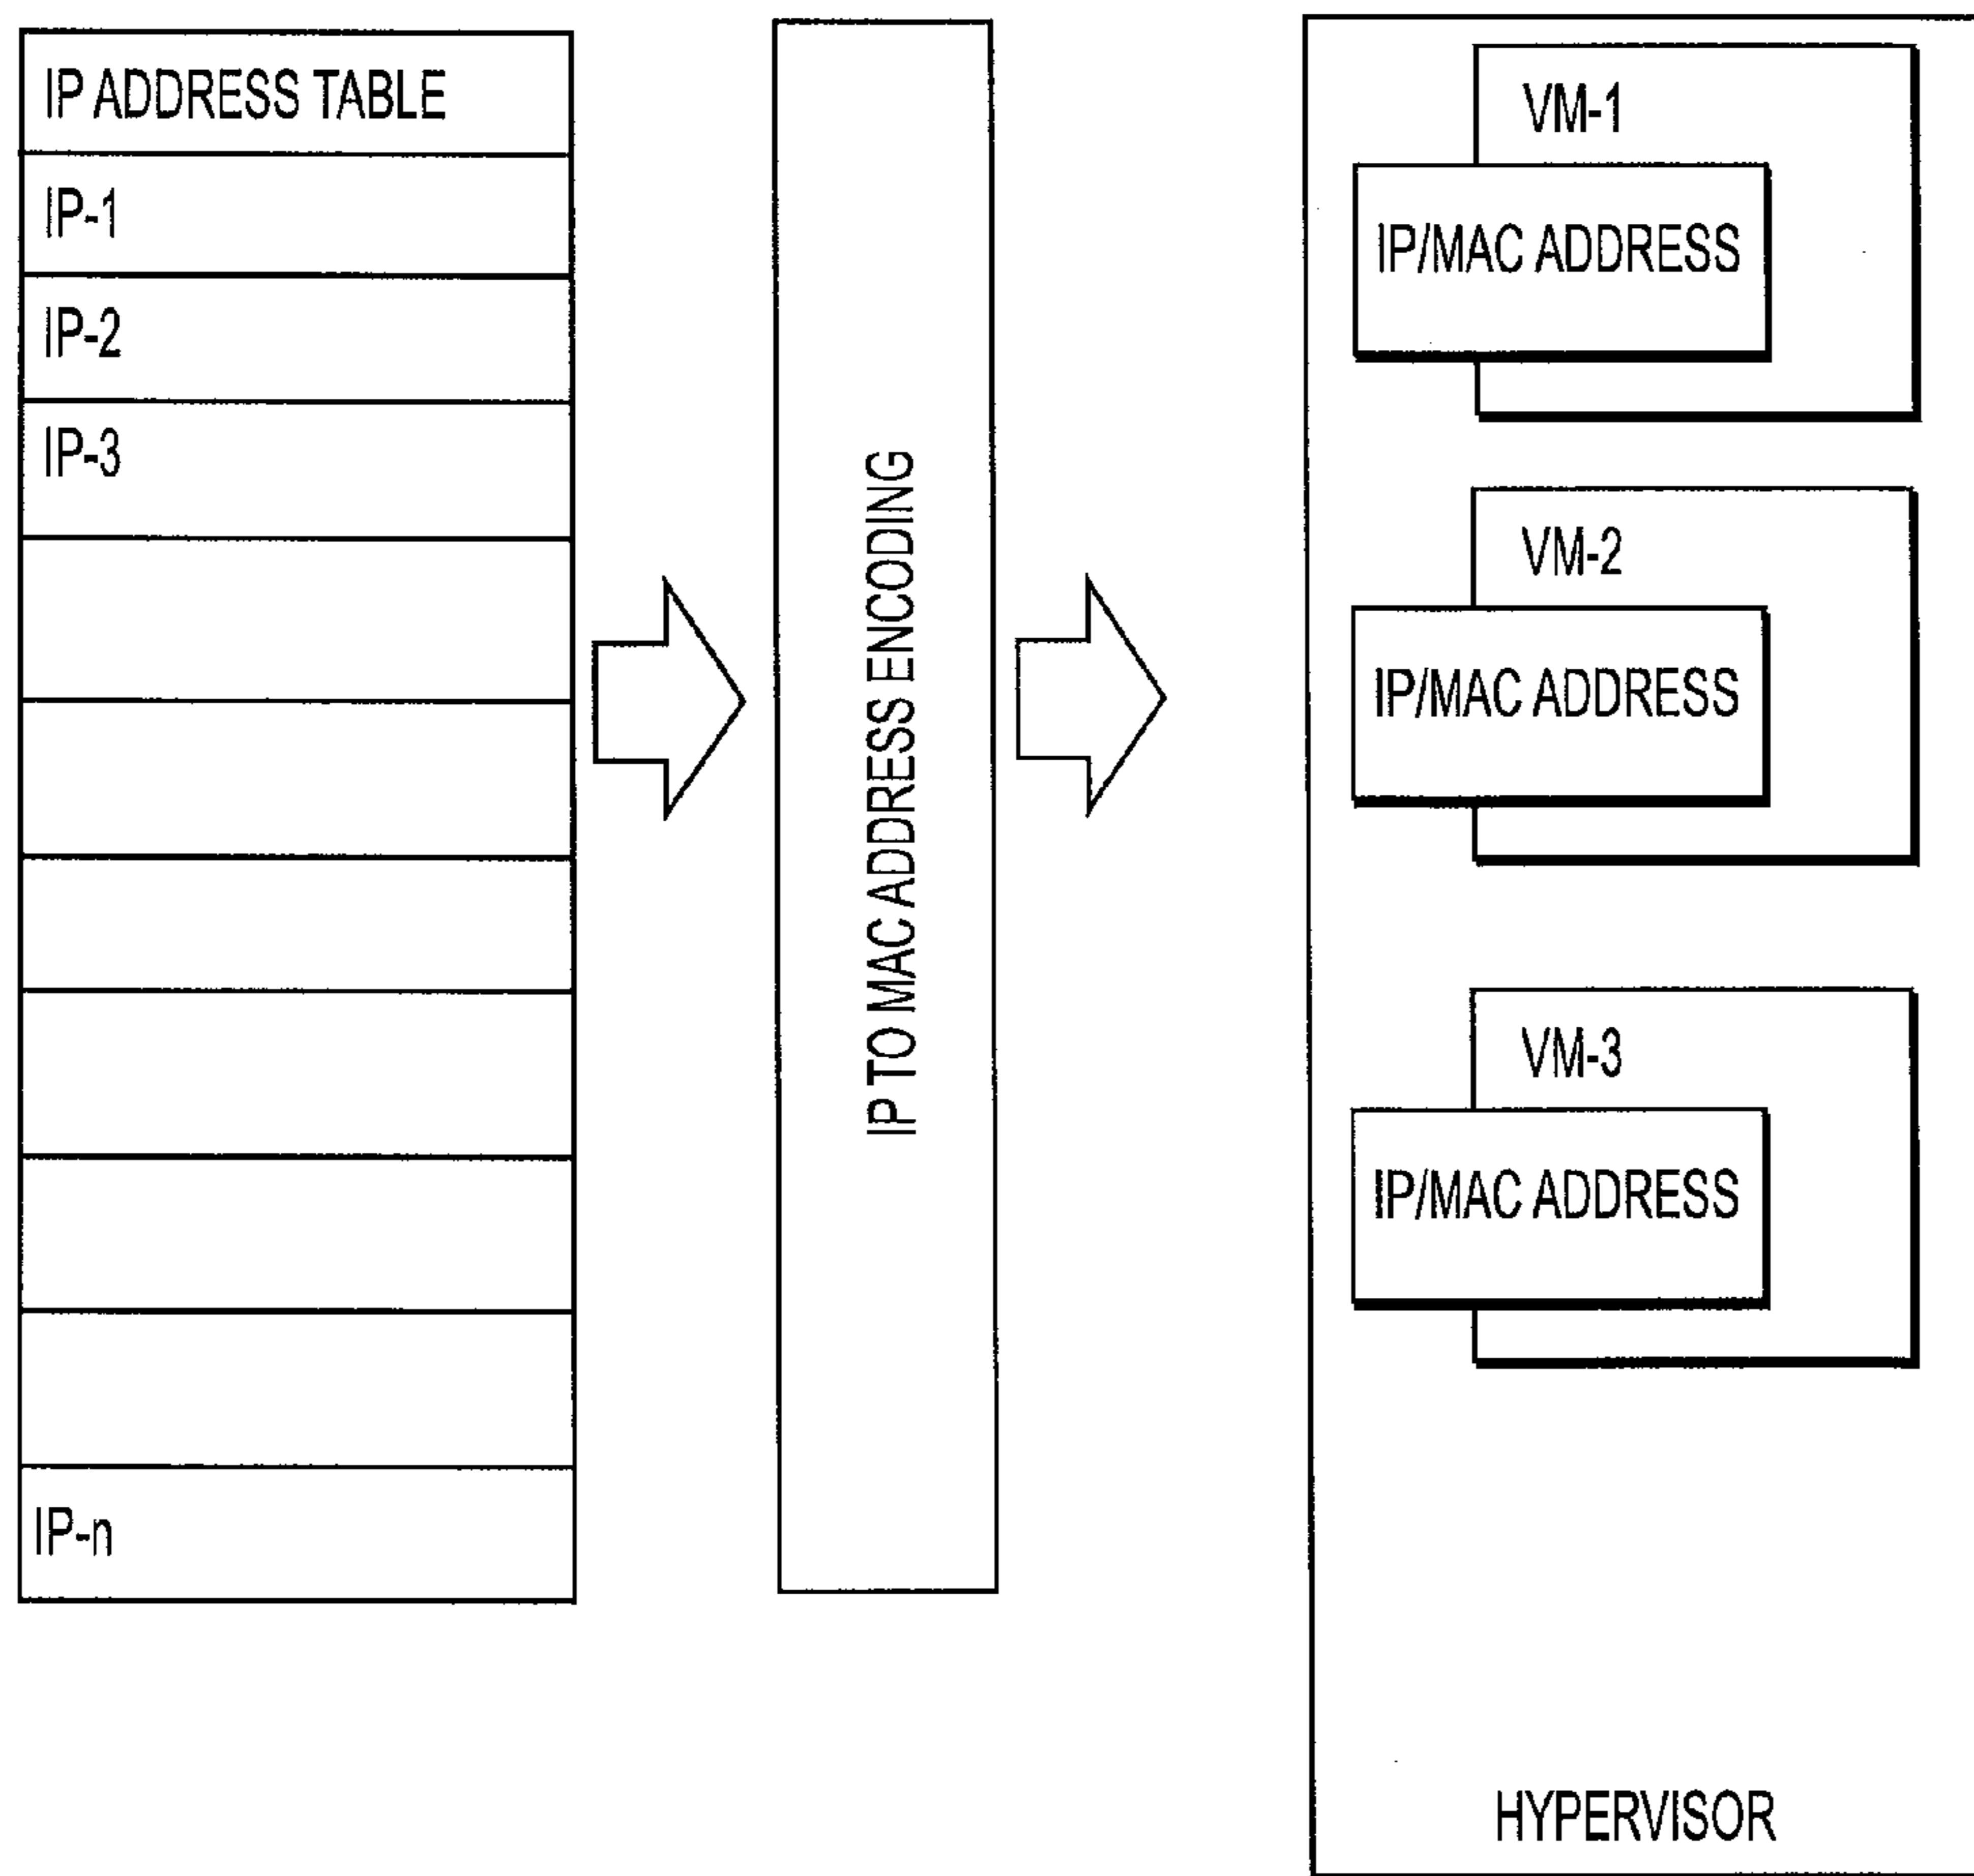 IP ADDRESS TABLE
IP-1
IP-2
IP-3
IP-n
IP TO MAC ADDRESS ENCODING
VM-1
IP/MAC ADDRESS
VM-2
IP/MAC ADDRESS
VM-3
IP/MAC ADDRESS
HYPERVISOR